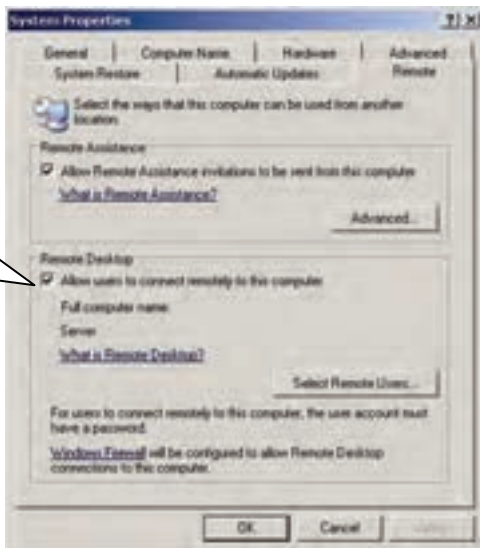 System Properties
General Computer Name Hardware Advanced
System Restore Automatic Updates Remote
Select the ways that this computer can be used from another
location.
Remote Assistance
Allow Remote Assistance invitations to be sent from this computer
What is Remote Assistance?
Advanced...
Remote Desktop
Allow users to connect remotely to this computer
Full computer name:
Server
What is Remote Desktop?
Select Remote Users...
For users to connect remotely to this computer, the user account must
have a password.
Windows Firewall will be configured to allow Remote Desktop
connections to this computer.
OK Cancel